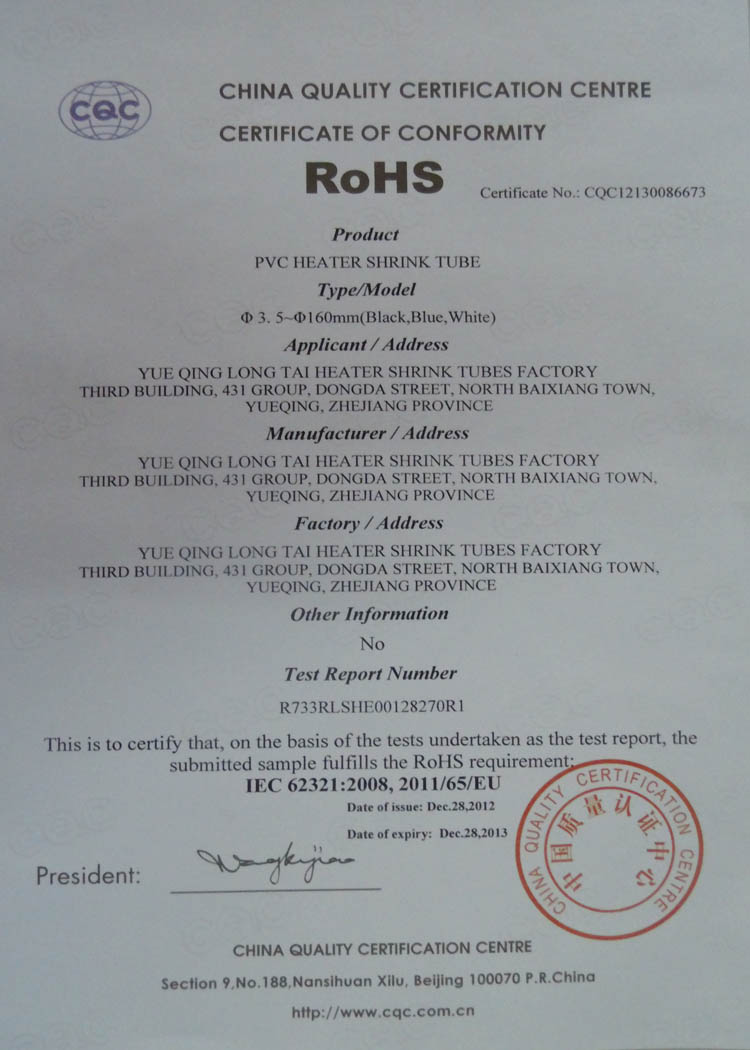 CQC
CHINA QUALITY CERTIFICATION CENTRE
CERTIFICATE OF CONFORMITY
RoHS
Certificate No.: CQC12130086673
Product
PVC HEATER SHRINK TUBE
Type/Model
Φ 3. 5~Φ160mm(Black,Blue,White)
Applicant / Address
YUE QING LONG TAI HEATER SHRINK TUBES FACTORY
THIRD BUILDING, 431 GROUP, DONGDA STREET, NORTH BAIXIANG TOWN,
YUEQING, ZHEJIANG PROVINCE
Manufacturer / Address
YUE QING LONG TAI HEATER SHRINK TUBES FACTORY
THIRD BUILDING, 431 GROUP, DONGDA STREET, NORTH BAIXIANG TOWN,
YUEQING, ZHEJIANG PROVINCE
Factory / Address
YUE QING LONG TAI HEATER SHRINK TUBES FACTORY
THIRD BUILDING, 431 GROUP, DONGDA STREET, NORTH BAIXIANG TOWN,
YUEQING, ZHEJIANG PROVINCE
Other Information
No
Test Report Number
R733RLSHE00128270R1
This is to certify that, on the basis of the tests undertaken as the test report, the
submitted sample fulfills the RoHS requirement:
IEC 62321:2008, 2011/65/EU
Date of issue: Dec.28,2012
Date of expiry: Dec.28,2013
CHINA QUALITY CERTIFICATION CENTRE
中国质量认证中心
President:
CHINA QUALITY CERTIFICATION CENTRE
Section 9,No.188,Nansihuan Xilu, Beijing 100070 P.R.China
http://www.cqc.com.cn